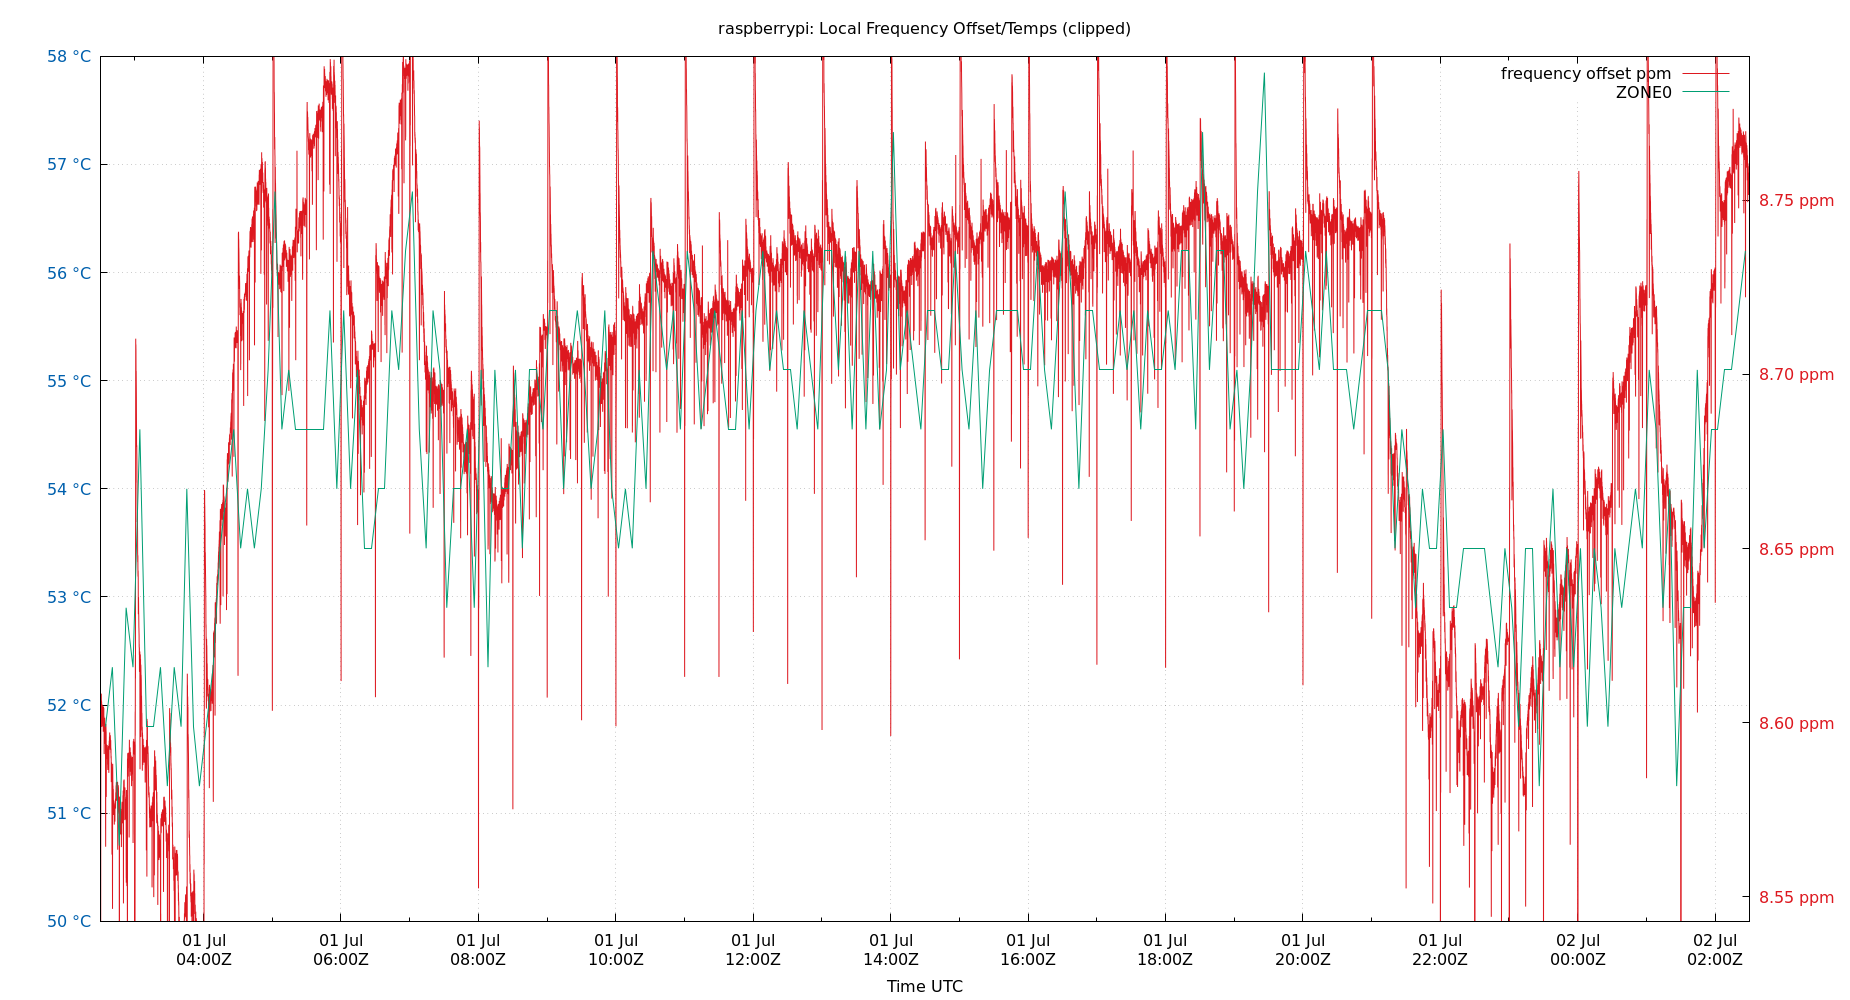 raspberrypi: Local Frequency Offset/Temps (clipped)
58 °C
57 °C
56 °C
55 °C
54 °C
53 °C
52 °C
51 °C
50 °C
frequency offset ppm
ZONE0
8.75 ppm
8.70 ppm
8.65 ppm
8.60 ppm
8.55 ppm
01 Jul 01 Jul 01 Jul 01 Jul 01 Jul 01 Jul 01 Jul 01 Jul 01 Jul 01 Jul 02 Jul 02 Jul
04:00Z 06:00Z 08:00Z 10:00Z 12:00Z 14:00Z 16:00Z 18:00Z 20:00Z 22:00Z 00:00Z 02:00Z
Time UTC